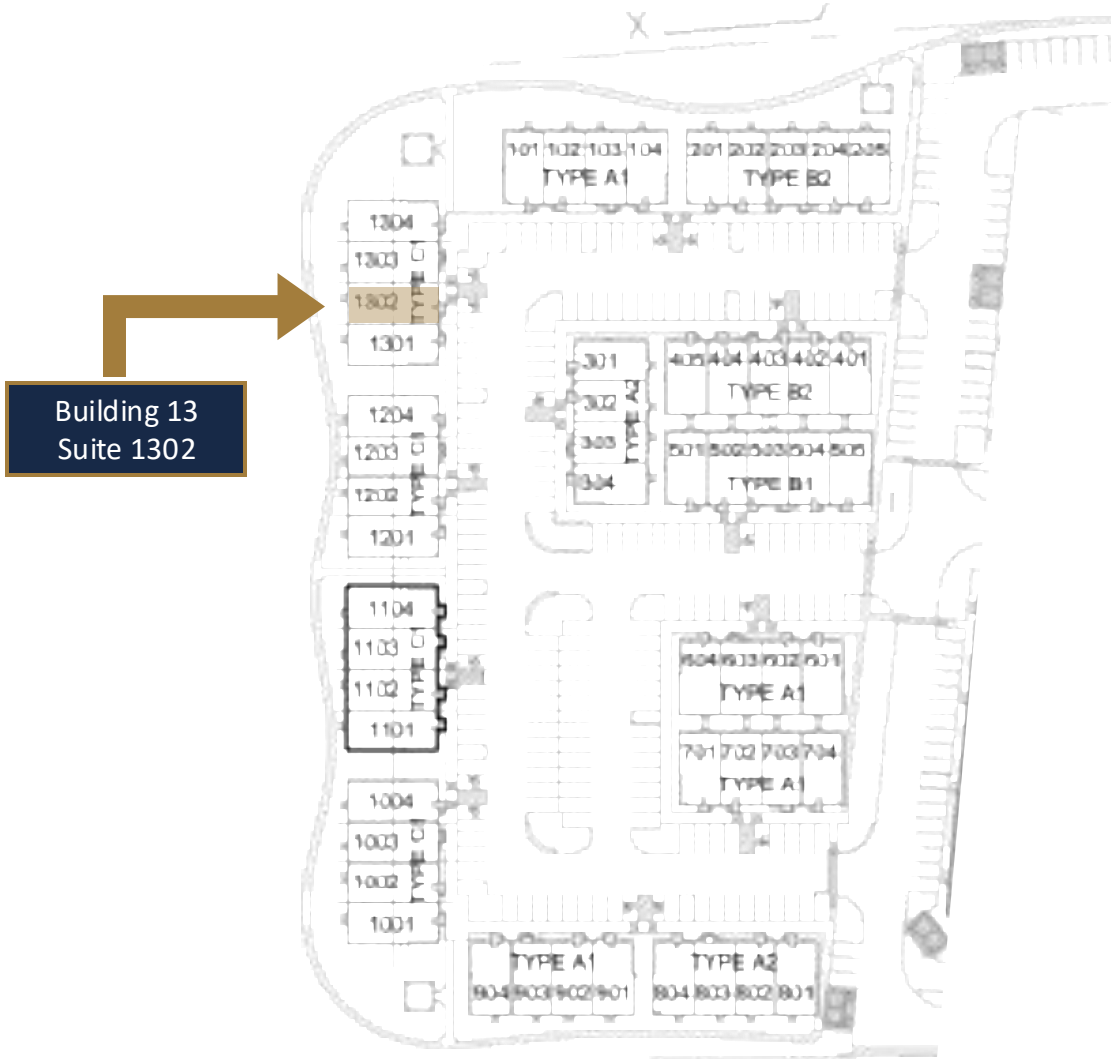 101 102 103 104
TYPE A1
201 202 203 204 205
TYPE B2
1304
1303
1302
1301
TYPE C1
Building 13
Suite 1302
1204
1203
1202
1201
TYPE C1
301
302
303
304
TYPE A2
405 404 403 402 401
TYPE B2
501 502 503 504 505
TYPE B1
1104
1103
1102
1101
TYPE C1
604 603 602 601
TYPE A1
701 702 703 704
TYPE A1
1004
1003
1002
1001
TYPE C1
TYPE A1
904 903 902 901
TYPE A2
804 803 802 801